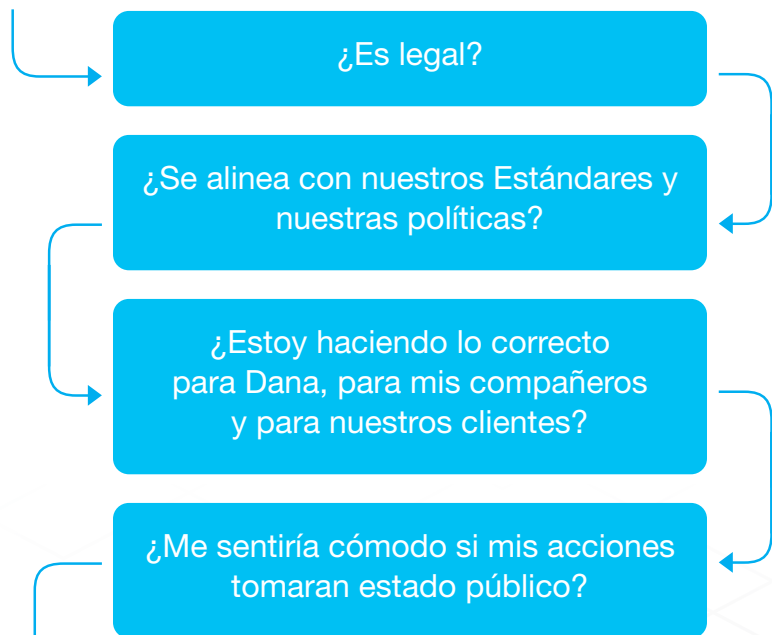 ¿Es legal?
¿Se alinea con nuestros Estándares y
nuestras políticas?
¿Estoy haciendo lo correcto
para Dana, para mis compañeros
y para nuestros clientes?
¿Me sentiría cómodo si mis acciones
tomaran estado público?